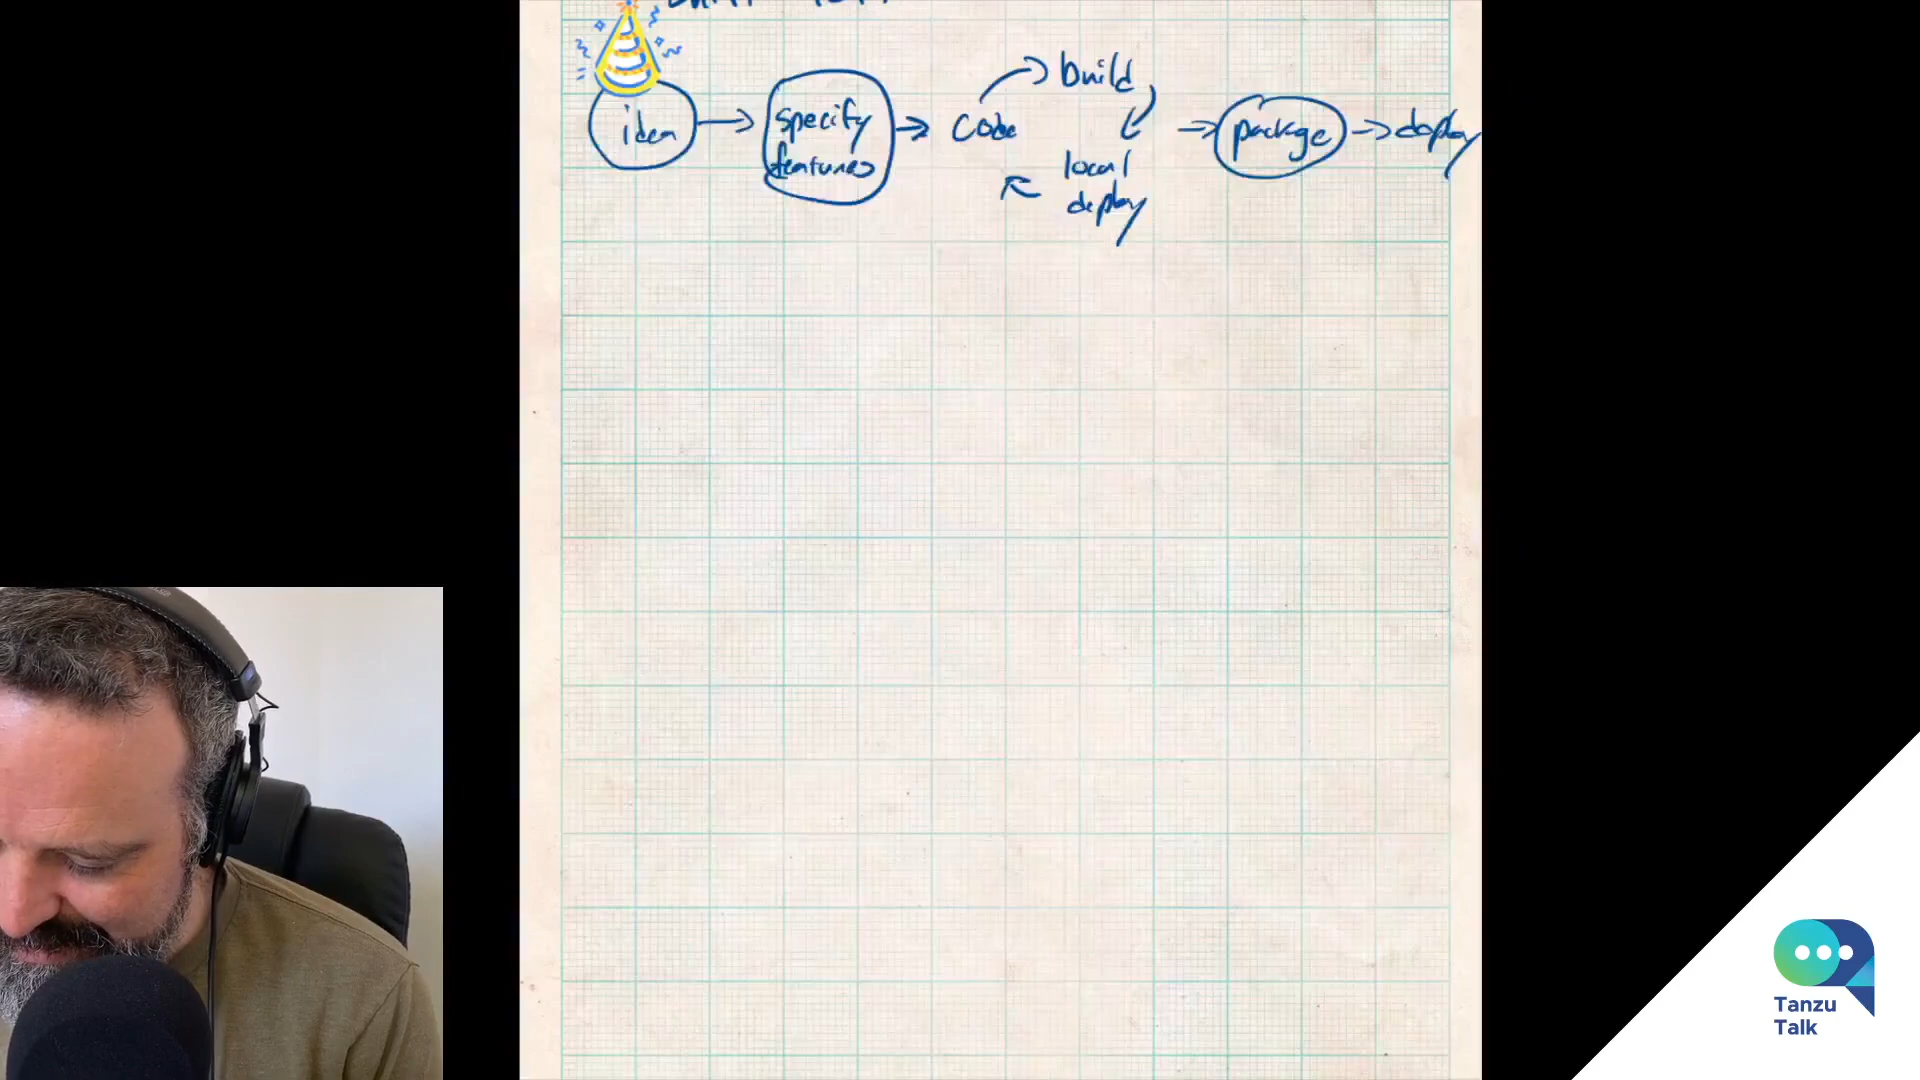 idea → specify features → code → build local deploy → package → deploy
Tanzu
Talk